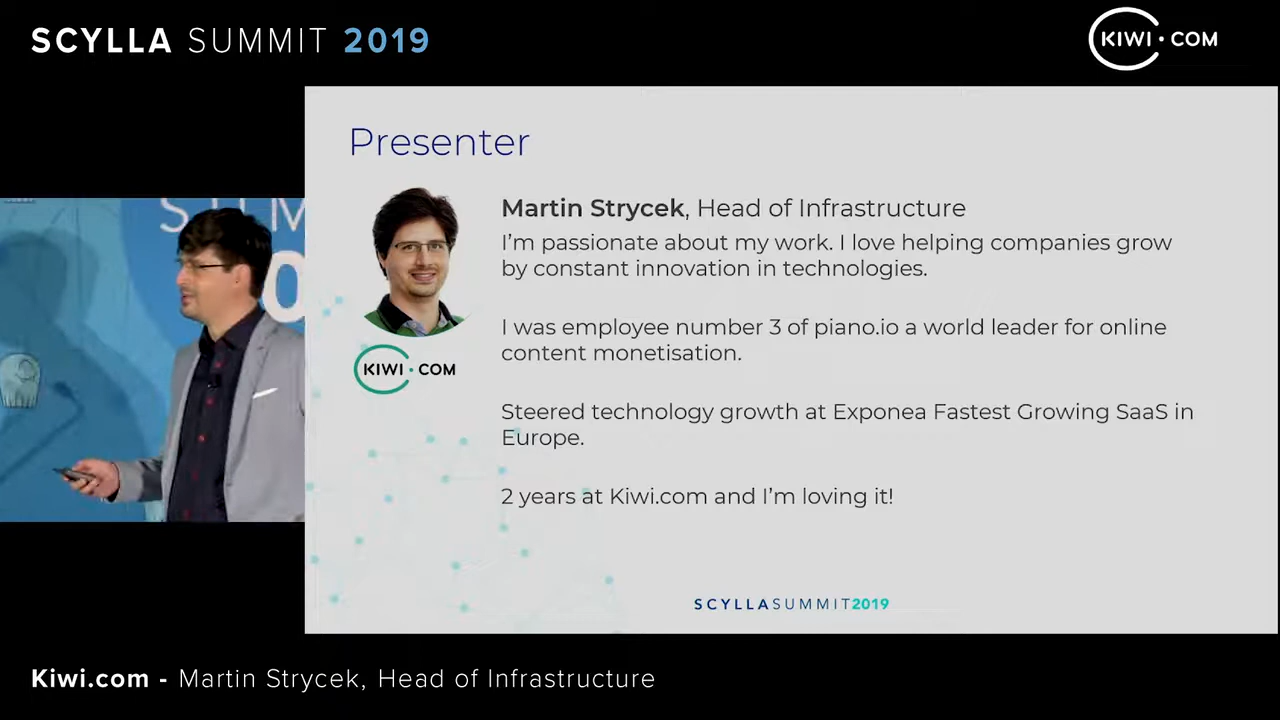 SCYLLA SUMMIT 2019
KIWI.COM
Presenter
Martin Strycek, Head of Infrastructure
I'm passionate about my work. I love helping companies grow
by constant innovation in technologies.
I was employee number 3 of piano.io a world leader for online
content monetisation.
KIWI.COM
Steered technology growth at Exponea Fastest Growing SaaS in
Europe.
2 years at Kiwi.com and I'm loving it!
SCYLLASUMMIT2019
Kiwi.com - Martin Strycek, Head of Infrastructure